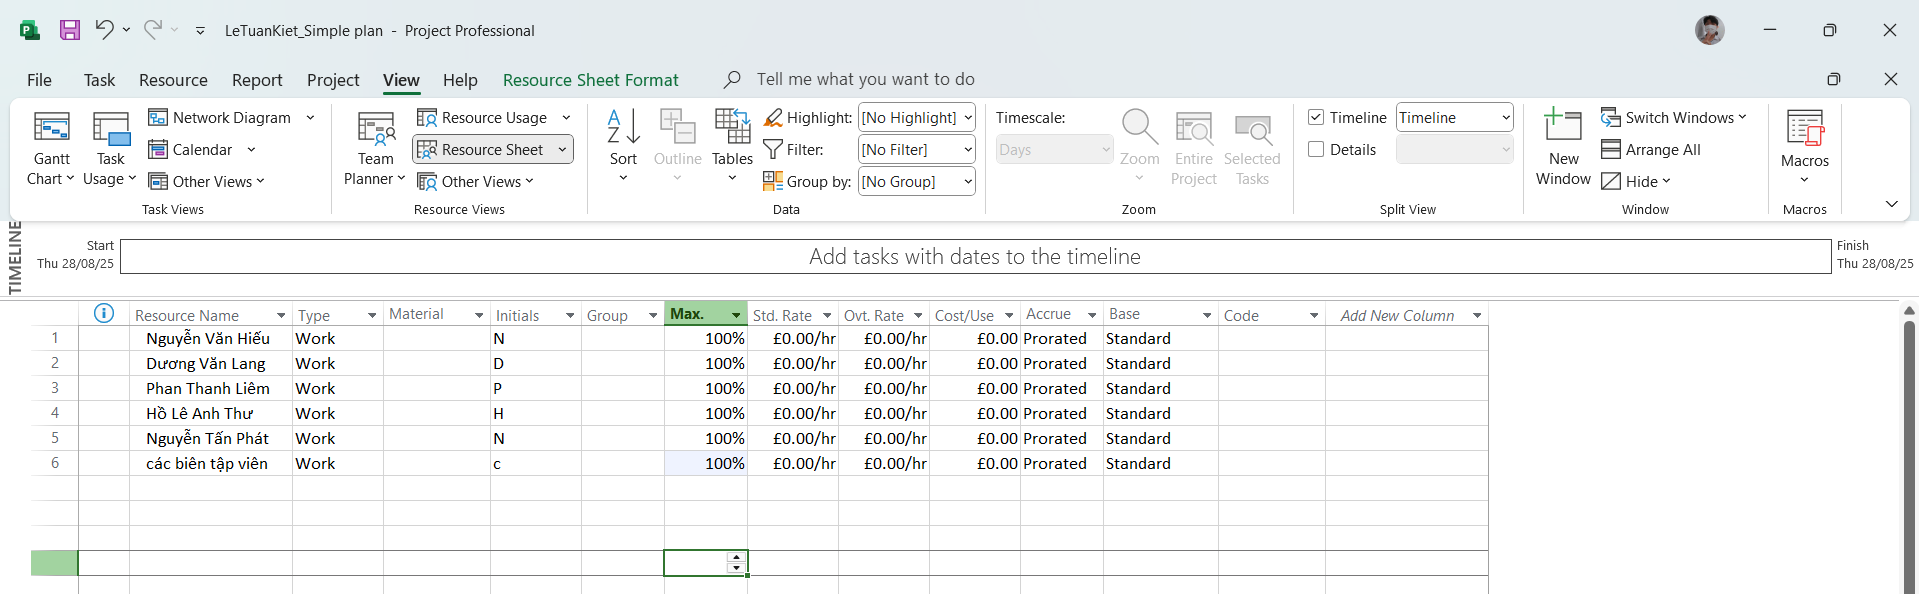 LeTuanKiet_Simple plan - Project Professional
File Task Resource Report Project View Help Resource Sheet Format Tell me what you want to do
Gantt Chart
Task Usage
Network Diagram
Calendar
Other Views
Task Views
Team Planner
Resource Usage
Resource Sheet
Other Views
Resource Views
Sort
Outline
Tables
Highlight: [No Highlight]
Filter: [No Filter]
Group by: [No Group]
Data
Timescale:
Days
Zoom
Entire Project
Selected Tasks
Zoom
Timeline Timeline
Details
Split View
New Window
Switch Windows
Arrange All
Hide
Window
Macros
Macros
TIMELINE
Start
Thu 28/08/25
Add tasks with dates to the timeline
Finish
Thu 28/08/25
Resource Name Type Material Initials Group Max. Std. Rate Ovt. Rate Cost/Use Accrue Base Code Add New Column
1 Nguyễn Văn Hiếu Work N 100% £0.00/hr £0.00/hr £0.00 Prorated Standard
2 Dương Văn Lang Work D 100% £0.00/hr £0.00/hr £0.00 Prorated Standard
3 Phan Thanh Liêm Work P 100% £0.00/hr £0.00/hr £0.00 Prorated Standard
4 Hồ Lê Anh Thư Work H 100% £0.00/hr £0.00/hr £0.00 Prorated Standard
5 Nguyễn Tấn Phát Work N 100% £0.00/hr £0.00/hr £0.00 Prorated Standard
6 các biên tập viên Work c 100% £0.00/hr £0.00/hr £0.00 Prorated Standard